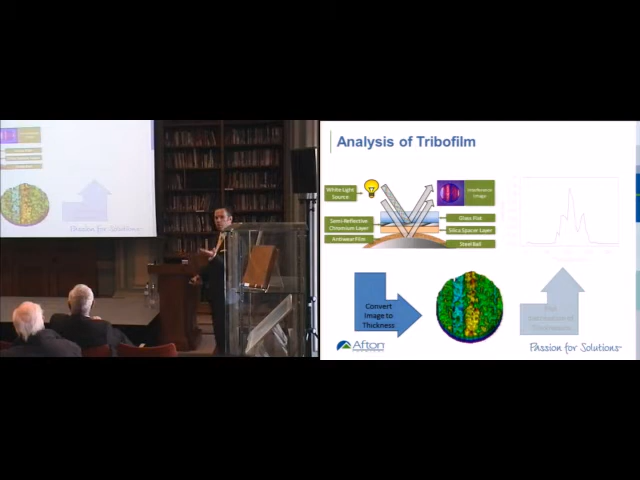 Analysis of Tribofilm
White Light
Source
Interference
Image
Semi-Reflective
Chromium Layer
Antiwear Film
Glass Flat
Silica Spacer Layer
Steel Ball
Convert
Image to
Thickness
Afton
Passion for Solutions
Passion for Solutions